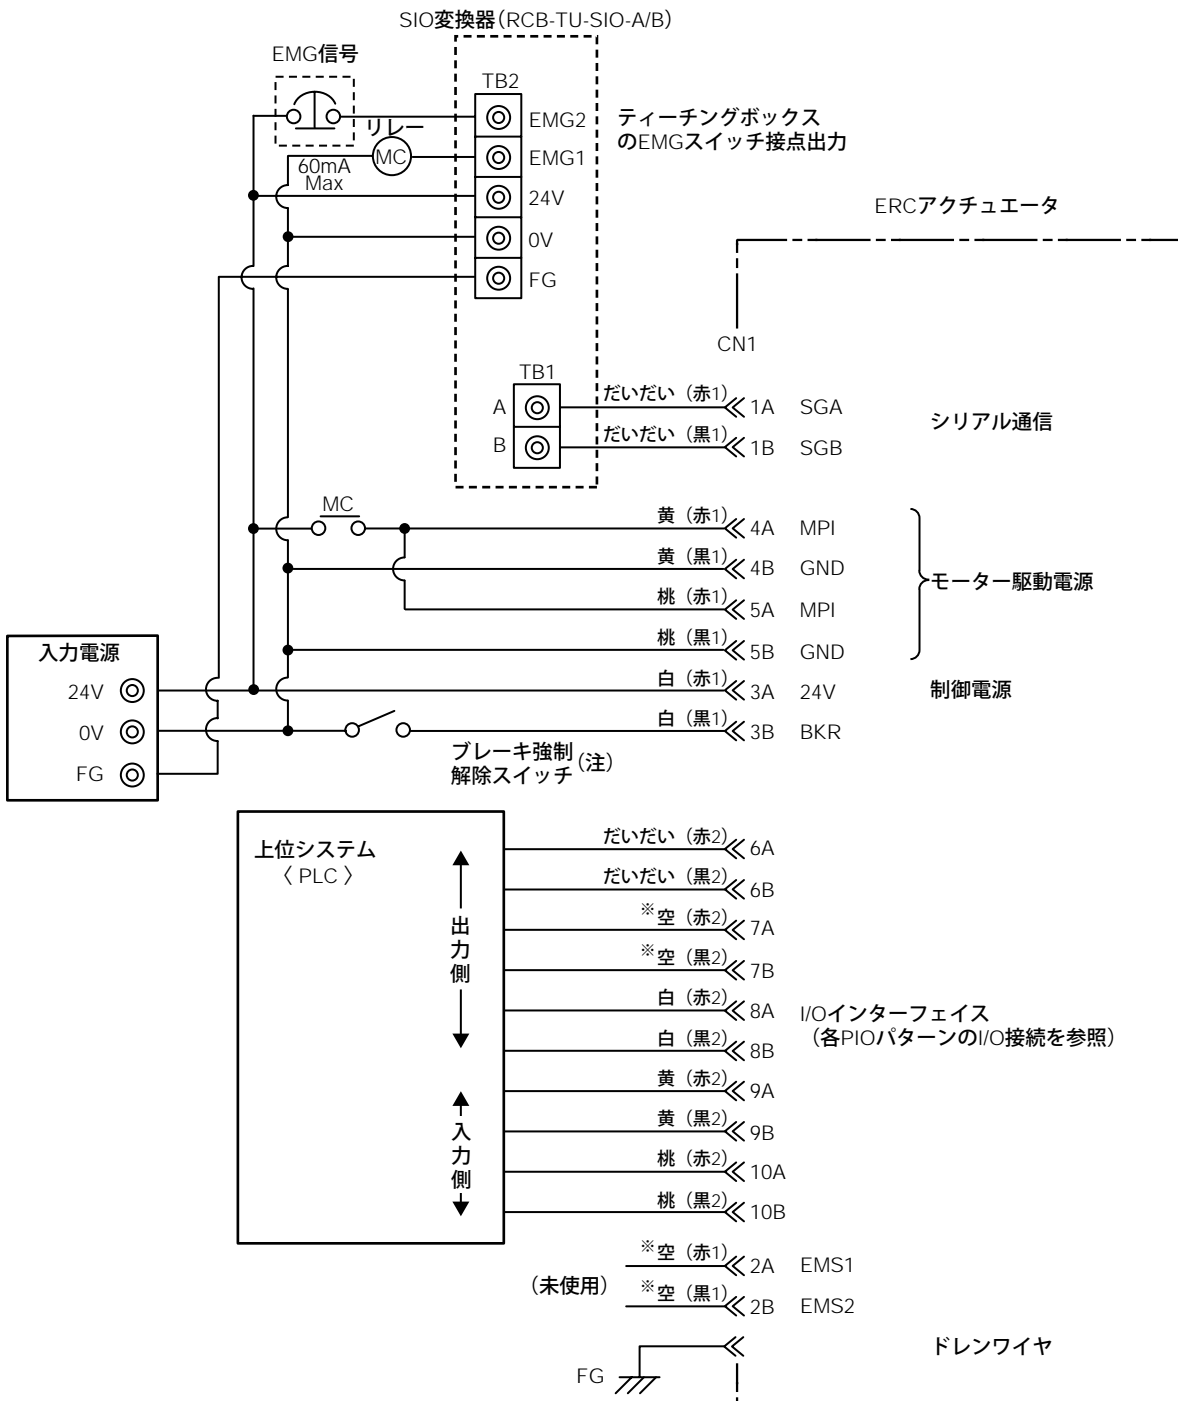 SIO変換器(RCB-TU-SIO-A/B)
EMG信号
TB2
EMG2
ティーチングボックス
のEMGスイッチ接点出力
リレー
MC
EMG1
60mA
Max
24V
0V
FG
ERCアクチュエータ
CN1
TB1
A
だいだい（赤1）
1A SGA
シリアル通信
B
だいだい（黒1）
1B SGB
MC
黄（赤1）
4A MPI
黄（黒1）
4B GND
モーター駆動電源
桃（赤1）
5A MPI
桃（黒1）
5B GND
入力電源
24V
白（赤1）
3A 24V
制御電源
0V
白（黒1）
3B BKR
ブレーキ強制
解除スイッチ
(注)
FG
上位システム
〈 PLC 〉
出力側
入力側
だいだい（赤2）
6A
だいだい（黒2）
6B
※空（赤2）
7A
※空（黒2）
7B
白（赤2）
8A
I/Oインターフェイス
（各PIOパターンのI/O接続を参照）
白（黒2）
8B
黄（赤2）
9A
黄（黒2）
9B
桃（赤2）
10A
桃（黒2）
10B
（未使用）
※空（赤1）
2A EMS1
※空（黒1）
2B EMS2
ドレンワイヤ
FG